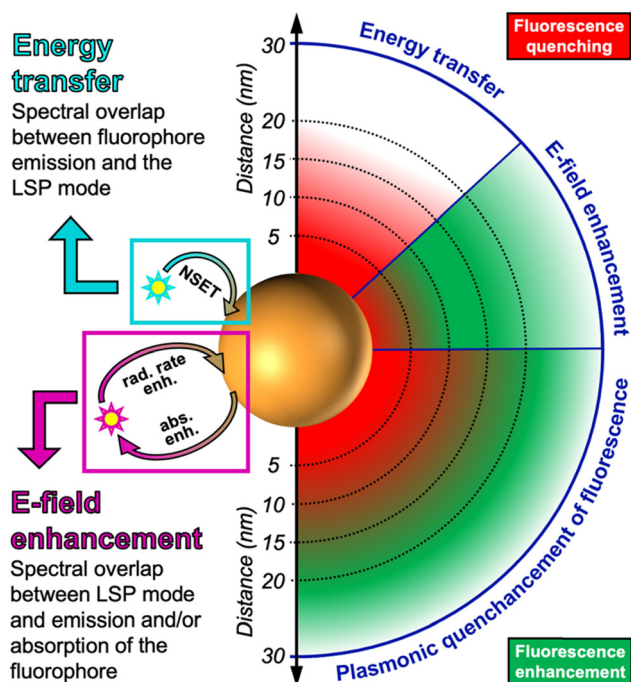 Energy
transfer
Spectral overlap
between fluorophore
emission and the
LSP mode
NSET
rad. rate
enh.
abs.
enh.
E-field
enhancement
Spectral overlap
between LSP mode
and emission and/or
absorption of the
fluorophore
30
20
15
10
5
Distance (nm)
5
10
15
20
30
Distance (nm)
Energy transfer
E-field enhancement
Plasmonic quenchancement of fluorescence
Fluorescence
quenching
Fluorescence
enhancement